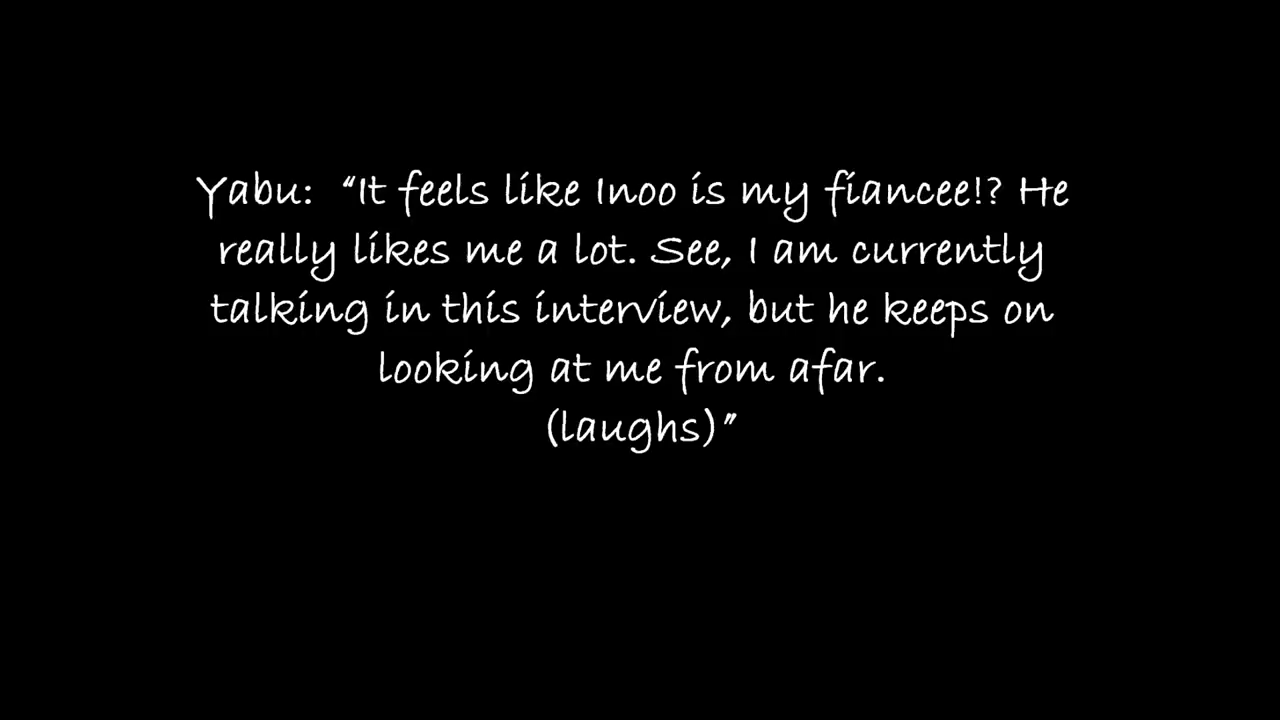 Yabu:  “It feels like Inoo is my fiancee!? He
really likes me a lot. See, I am currently
talking in this interview, but he keeps on
looking at me from afar.
(laughs)”